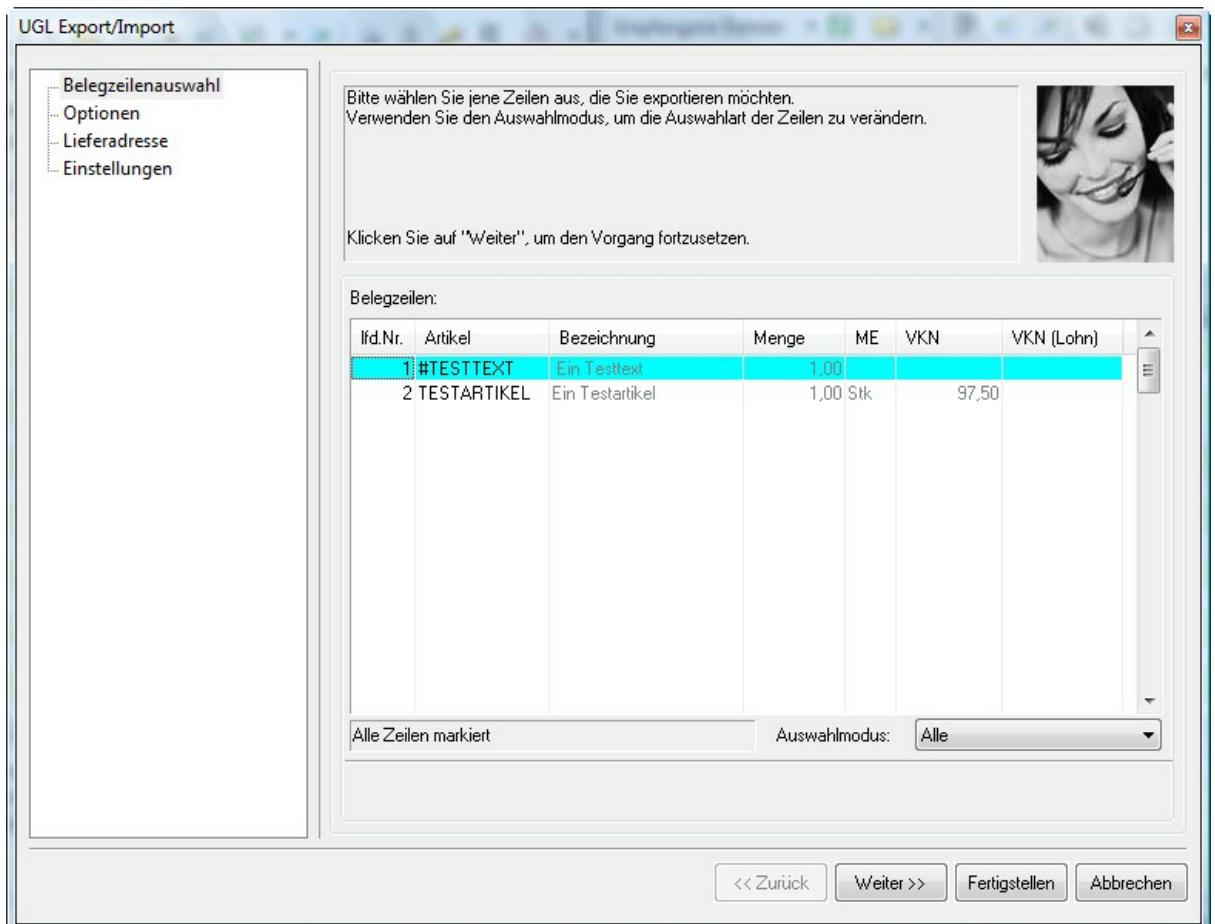 UGL Export/Import
Belegzeilenauswahl
Optionen
Lieferadresse
Einstellungen
Bitte wählen Sie jene Zeilen aus, die Sie exportieren möchten.
Verwenden Sie den Auswahlmodus, um die Auswahlart der Zeilen zu verändern.
Klicken Sie auf "Weiter", um den Vorgang fortzusetzen.
Belegzeilen:
lfd.Nr. Artikel Bezeichnung Menge ME VKN VKN (Lohn)
1 #TESTTEXT Ein Testtext 1,00
2 TESTARTIKEL Ein Testartikel 1,00 Stk 97,50
Alle Zeilen markiert Auswahlmodus: Alle
<< Zurück Weiter >> Fertigstellen Abbrechen